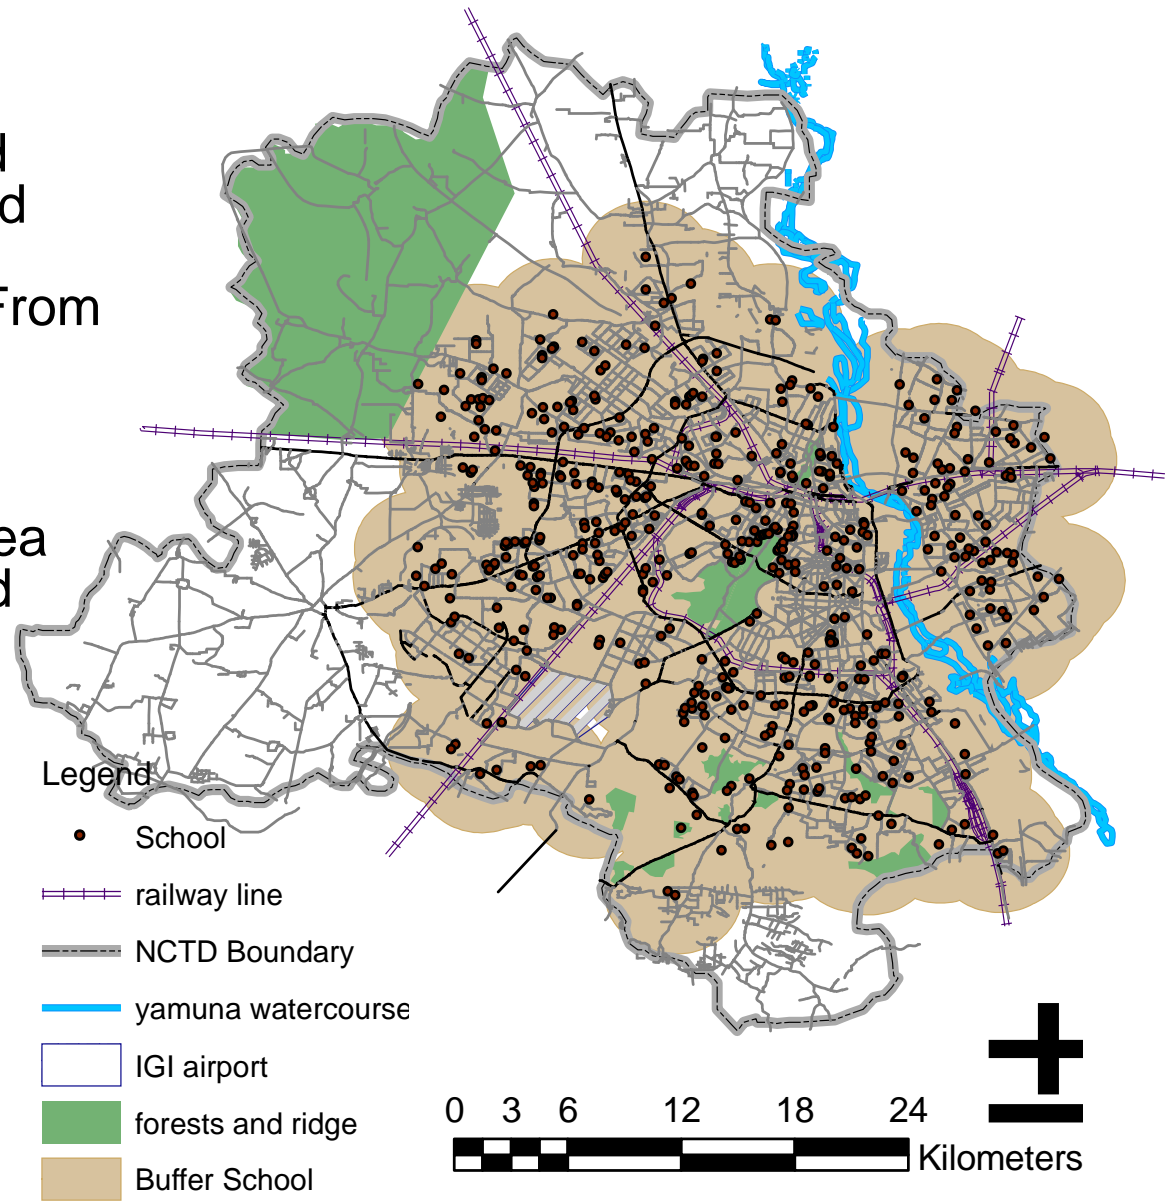 d
d
From
ea
d
Legend
School
railway line
NCTD Boundary
yamuna watercourse
IGI airport
forests and ridge
Buffer School
0 3 6 12 18 24
Kilometers